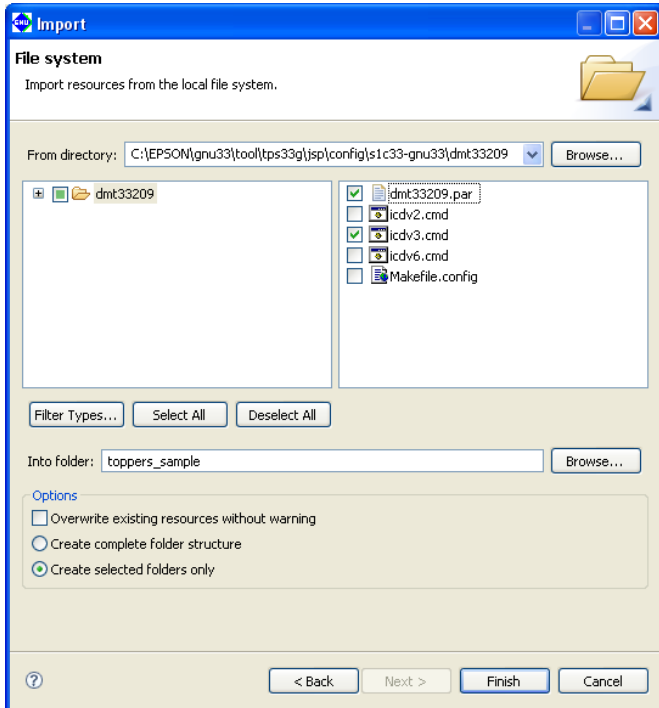 GNU Import
File system
Import resources from the local file system.
From directory: C:\EPSON\gnu33\tool\tps33g\jsp\config\s1c33-gnu33\dmt33209 Browse...
dmt33209
dmt33209.par
icdv2.cmd
icdv3.cmd
icdv6.cmd
Makefile.config
Filter Types... Select All Deselect All
Into folder: toppers_sample Browse...
Options
Overwrite existing resources without warning
Create complete folder structure
Create selected folders only
? < Back Next > Finish Cancel